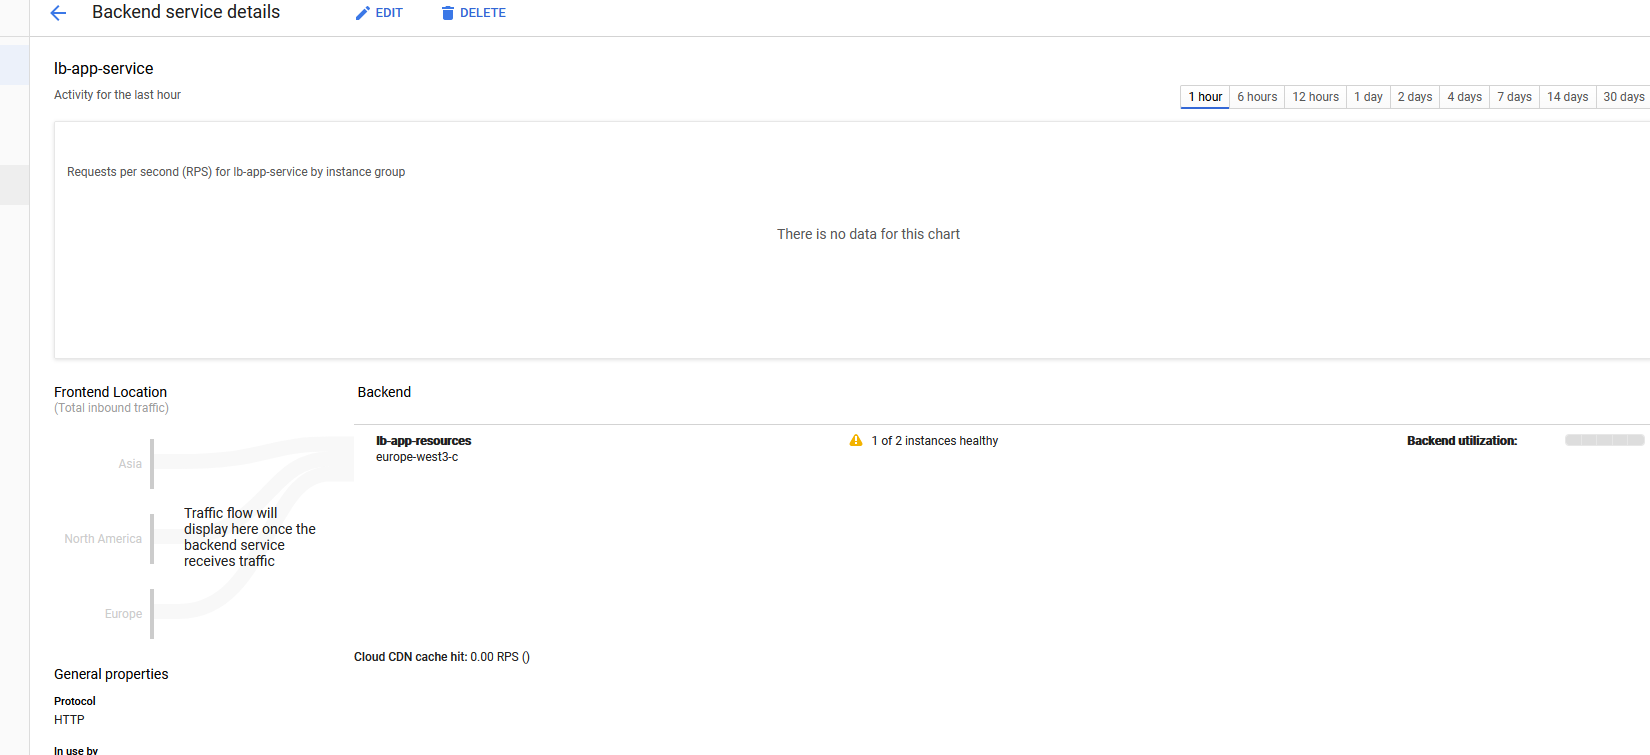 Backend service details
EDIT
DELETE
lb-app-service
Activity for the last hour
1 hour
6 hours
12 hours
1 day
2 days
4 days
7 days
14 days
30 days
Requests per second (RPS) for lb-app-service by instance group
There is no data for this chart
Frontend Location
(Total inbound traffic)
Backend
lb-app-resources
europe-west3-c
1 of 2 instances healthy
Backend utilization:
Asia
North America
Europe
Traffic flow will
display here once the
backend service
receives traffic
Cloud CDN cache hit: 0.00 RPS ()
General properties
Protocol
HTTP
In use by